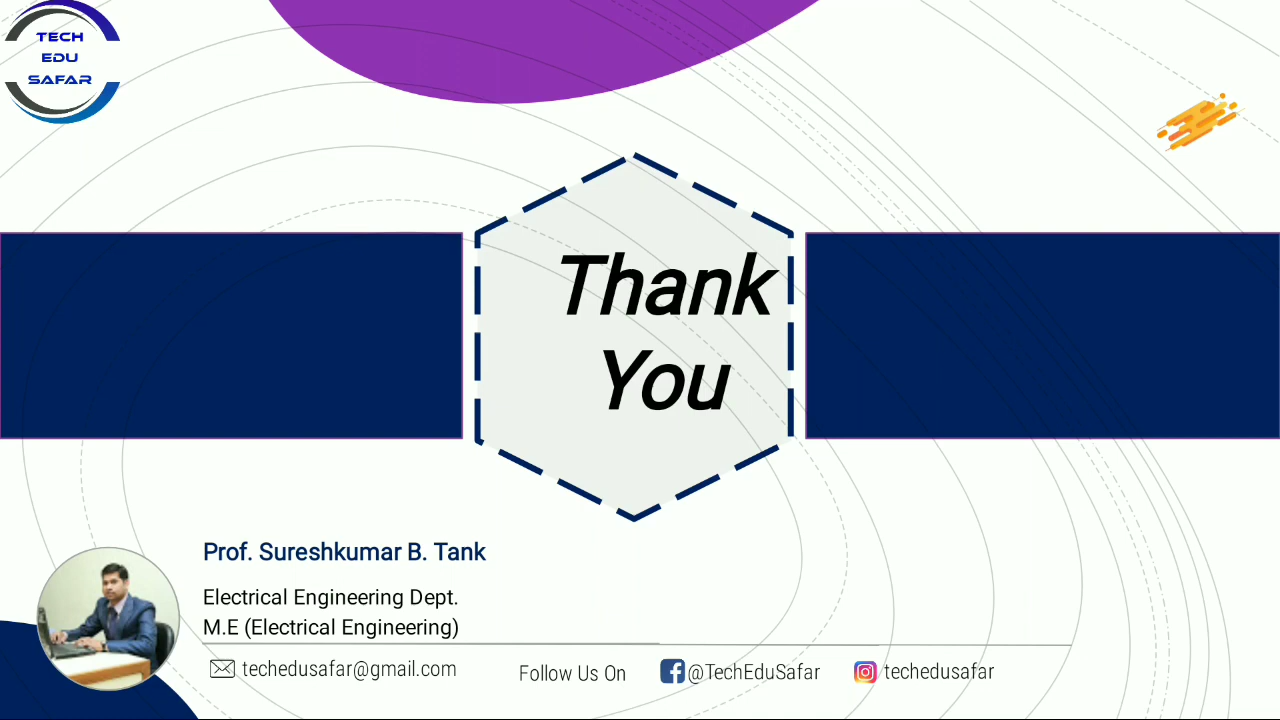 TECH
EDU
SAFAR
Thank
You
Prof. Sureshkumar B. Tank
Electrical Engineering Dept.
M.E (Electrical Engineering)
techedusafar@gmail.com
Follow Us On
@TechEduSafar
techedusafar